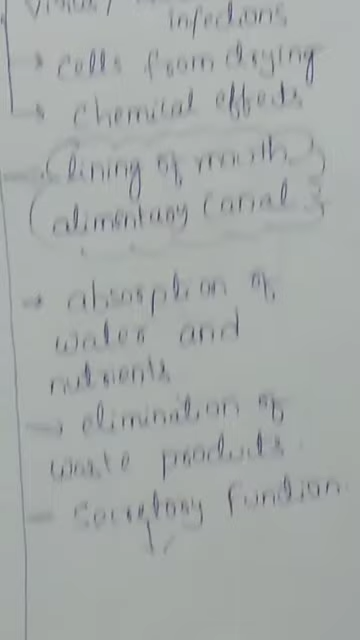 Virus /
infections
→ cells from drying
→ chemical effects
- (lining of mouth)
(alimentary canal)
→ absorption of
water and
nutrients
→ elimination of
waste products.
- secretory function.